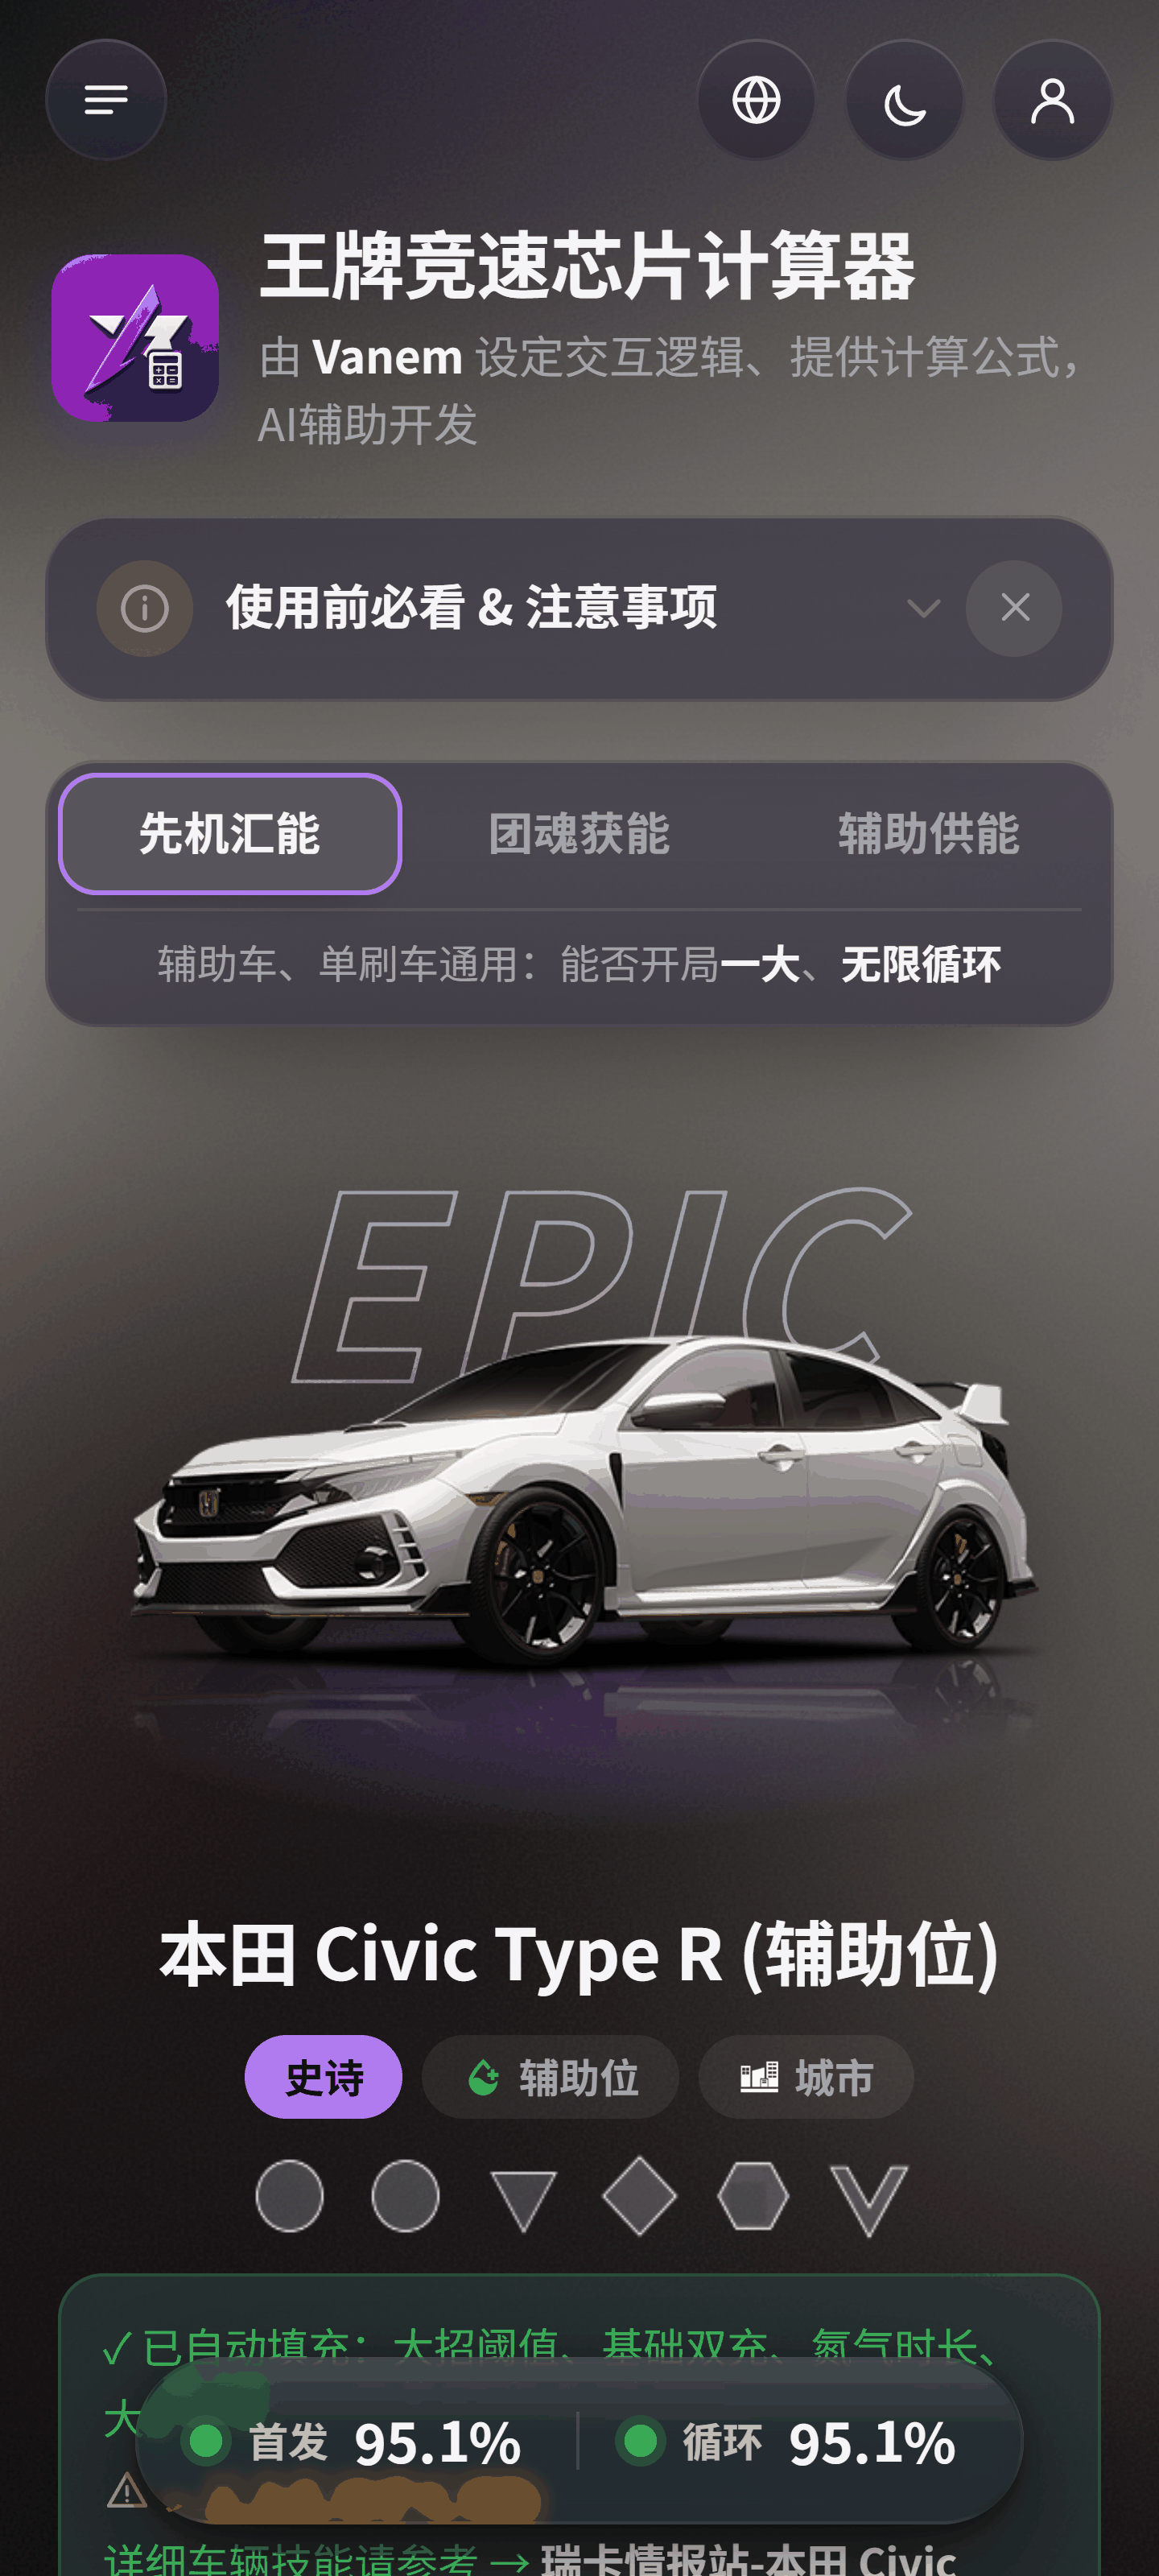 王牌竞速芯片计算器
由 Vanem 设定交互逻辑、提供计算公式，
AI辅助开发
使用前必看 & 注意事项
先机汇能 团魂获能 辅助供能
辅助车、单刷车通用：能否开局一大、无限循环
EPIC
本田 Civic Type R (辅助位)
史诗 辅助位 城市
✓ 已自动填充：大招阈值、基础双充、氮气时长、
大
首发 95.1% 循环 95.1%
详细车辆技能请参考 → 瑞卡情报站-本田 Civic